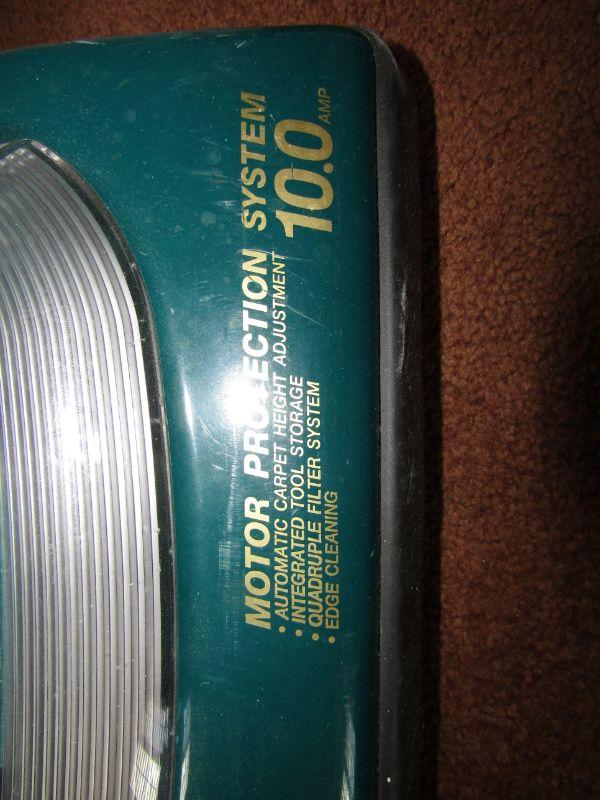 MOTOR PROTECTION SYSTEM
• AUTOMATIC CARPET HEIGHT ADJUSTMENT
• INTEGRATED TOOL STORAGE
• QUADRUPLE FILTER SYSTEM
• EDGE CLEANING
10.0 AMP